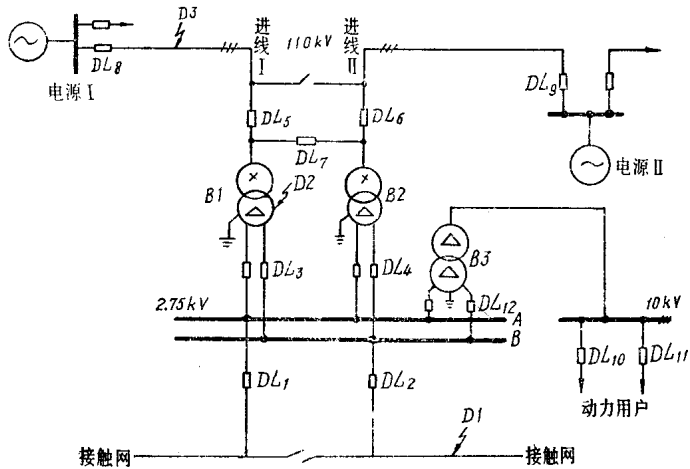 D3
进线 I
110kV
进线 II
DL8
电源 I
DL5
DL6
DL9
DL7
电源 II
B1
D2
B2
DL3
DL4
B3
DL12
2.75kV
A
B
10kV
DL1
DL2
DL10
DL11
动力用户
D1
接触网
接触网